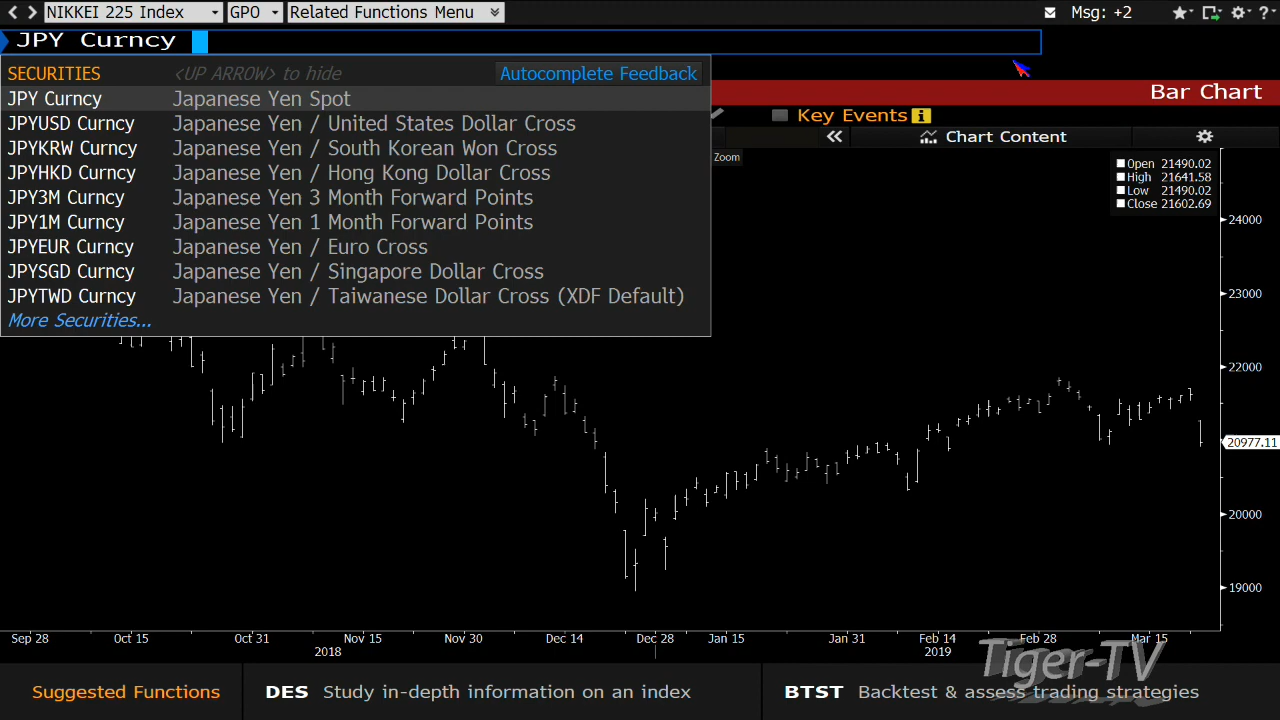 NIKKEI 225 Index GPO Related Functions Menu Msg: +2 ?
JPY Curncy
SECURITIES <UP ARROW> to hide Autocomplete Feedback
JPY Curncy Japanese Yen Spot
JPYUSD Curncy Japanese Yen / United States Dollar Cross
JPYKRW Curncy Japanese Yen / South Korean Won Cross
JPYHKD Curncy Japanese Yen / Hong Kong Dollar Cross
JPY3M Curncy Japanese Yen 3 Month Forward Points
JPY1M Curncy Japanese Yen 1 Month Forward Points
JPYEUR Curncy Japanese Yen / Euro Cross
JPYSGD Curncy Japanese Yen / Singapore Dollar Cross
JPYTWD Curncy Japanese Yen / Taiwanese Dollar Cross (XDF Default)
More Securities...
Bar Chart
Key Events i
« Chart Content
Zoom
Open 21490.02
High 21641.58
Low 21490.02
Close 21602.69
24000
23000
22000
20977.11
20000
19000
Sep 28 Oct 15 Oct 31 Nov 15 Nov 30 Dec 14 Dec 28 Jan 15 Jan 31 Feb 14 Feb 28 Mar 15
2018 2019
Tiger-TV
Suggested Functions DES Study in-depth information on an index BTST Backtest & assess trading strategies